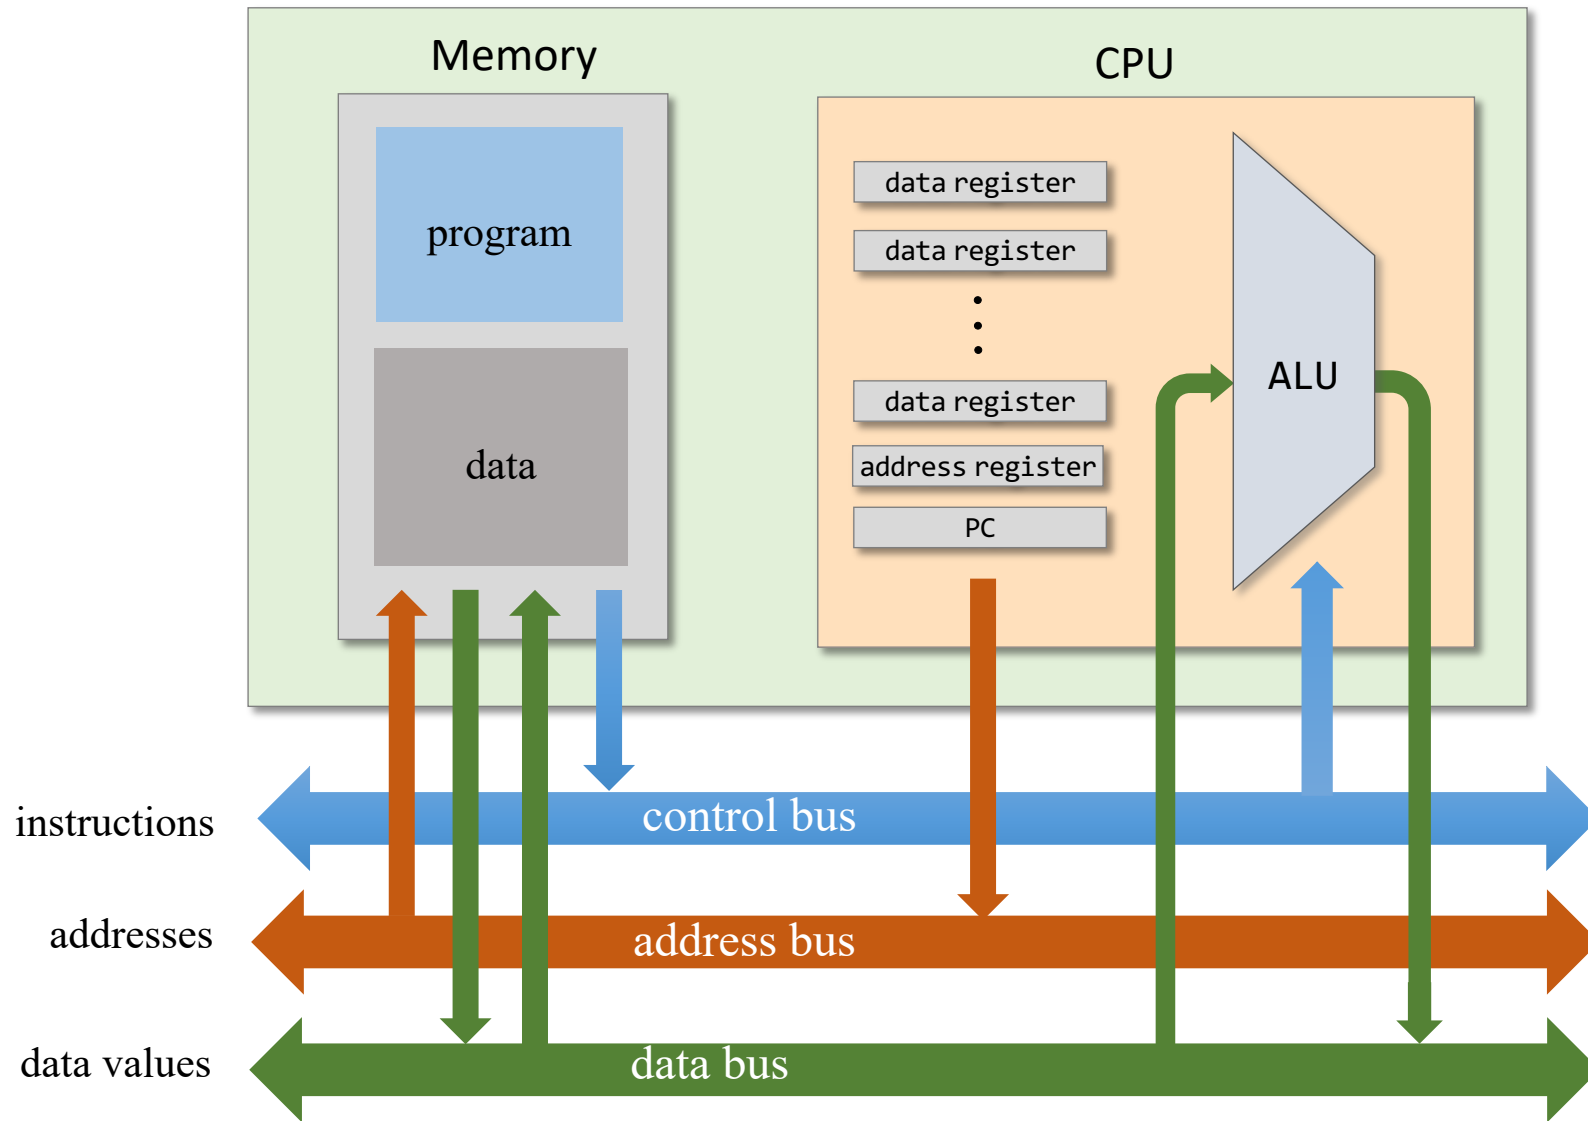 Memory
CPU
program
data
data register
data register
data register
address register
PC
ALU
instructions
control bus
addresses
address bus
data values
data bus